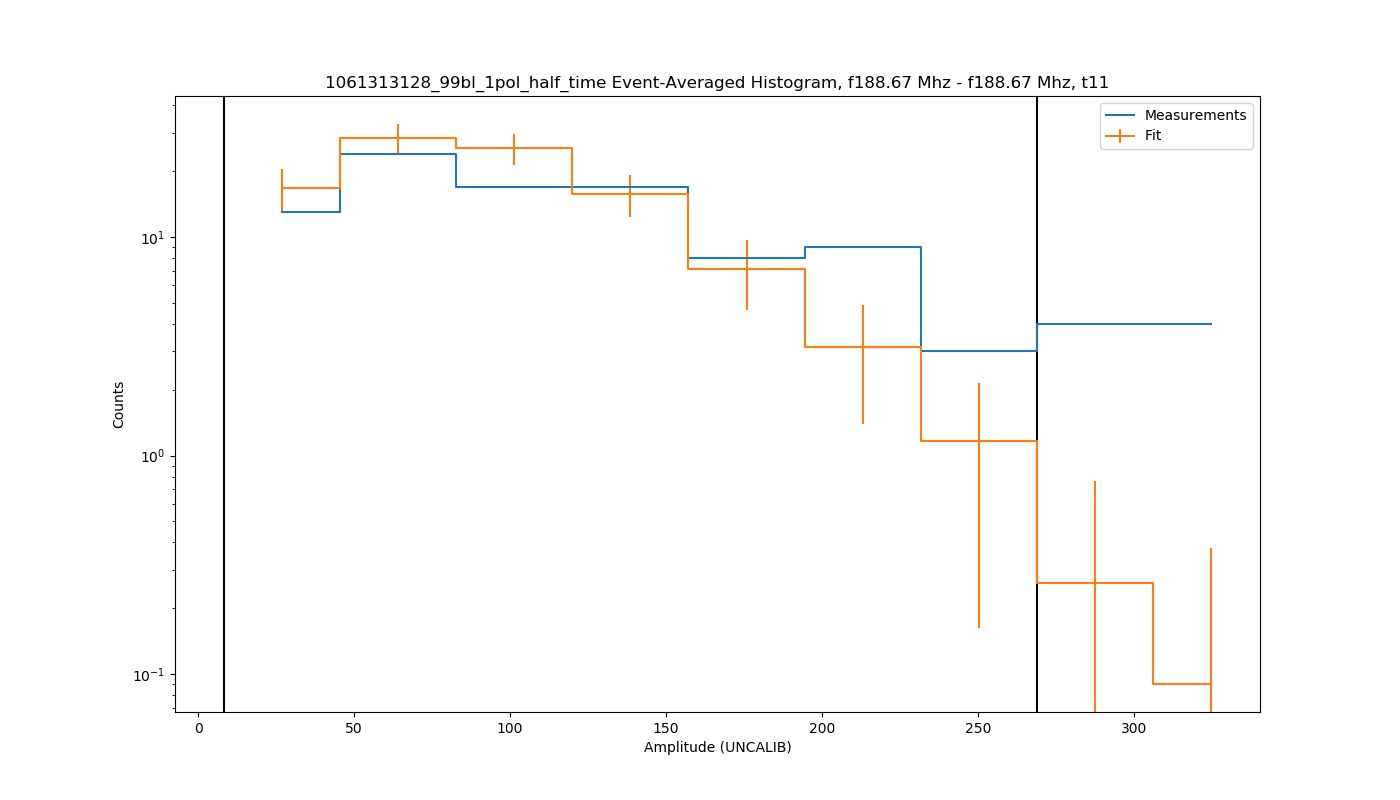 1061313128_99bl_1pol_half_time Event-Averaged Histogram, f188.67 Mhz - f188.67 Mhz, t11
Measurements
Fit
10¹
10⁰
10⁻¹
Counts
0 50 100 150 200 250 300
Amplitude (UNCALIB)